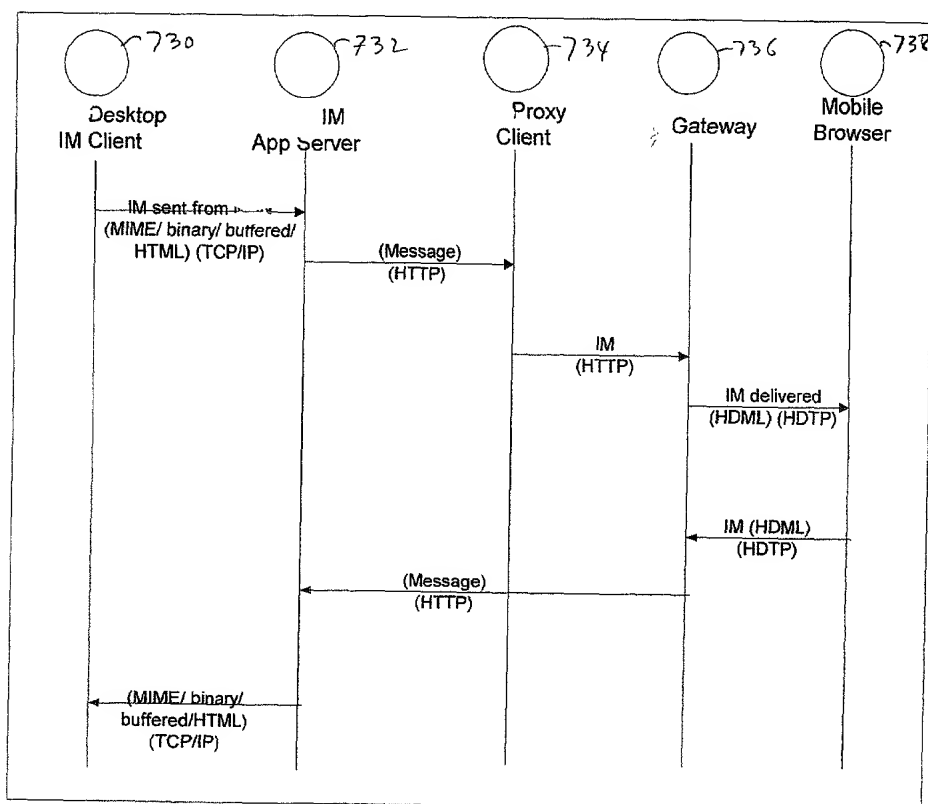 730
732
734
736
738
Desktop
IM Client
IM
App Server
Proxy
Client
Gateway
Mobile
Browser
IM sent from
(MIME/ binary/ buffered/
HTML) (TCP/IP)
(Message)
(HTTP)
IM
(HTTP)
IM delivered
(HDML) (HDTP)
IM (HDML)
(HDTP)
(Message)
(HTTP)
(MIME/ binary/
buffered/HTML)
(TCP/IP)